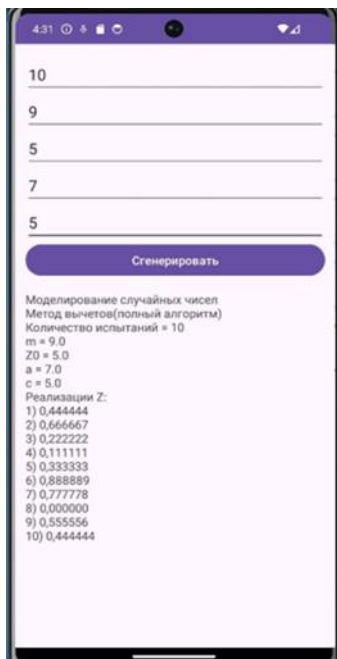 4:31
10
9
5
7
5
Сгенерировать
Моделирование случайных чисел
Метод вычетов(полный алгоритм)
Количество испытаний = 10
m = 9.0
Z0 = 5.0
a = 7.0
c = 5.0
Реализации Z:
1) 0,444444
2) 0,666667
3) 0,222222
4) 0,111111
5) 0,333333
6) 0,888889
7) 0,777778
8) 0,000000
9) 0,555556
10) 0,444444